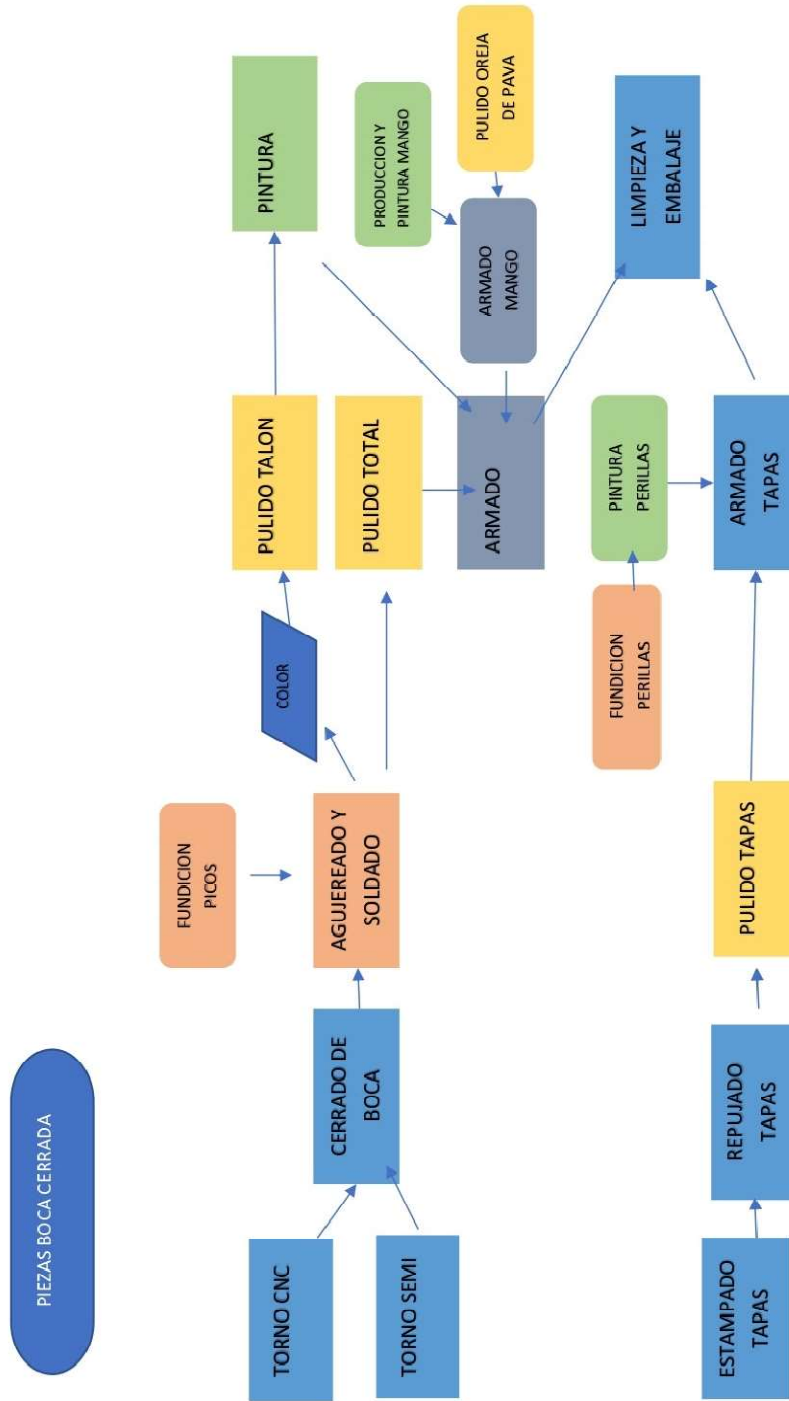 PIEZAS BOCA CERRADA
FUNDICION
PICOS
TORNO CNC
TORNO SEMI
CERRADO DE
BOCA
AGUJEREADO Y
SOLDADO
COLOR
PULIDO TALON
PINTURA
PULIDO TOTAL
PRODUCCION Y
PINTURA MANGO
PULIDO OREJA
DE PAVA
ARMADO
ARMADO
MANGO
FUNDICION
PERILLAS
PINTURA
PERILLAS
LIMPIEZA Y
EMBALAJE
ESTAMPADO
TAPAS
REPUJADO
TAPAS
PULIDO TAPAS
ARMADO
TAPAS